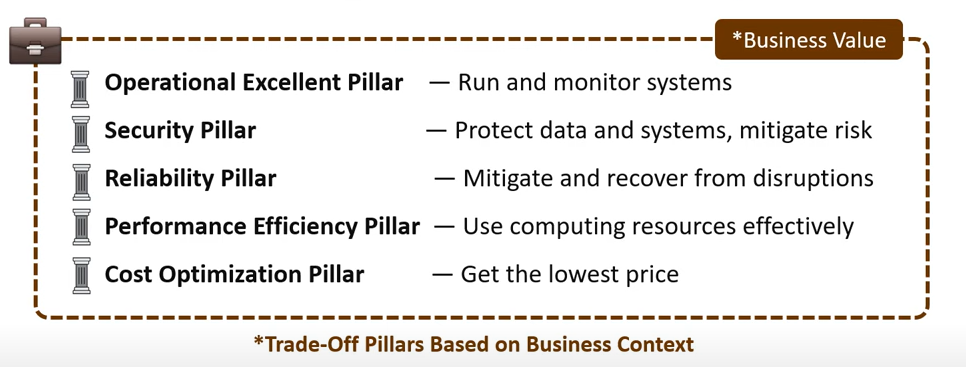 *Business Value
Operational Excellent Pillar — Run and monitor systems
Security Pillar — Protect data and systems, mitigate risk
Reliability Pillar — Mitigate and recover from disruptions
Performance Efficiency Pillar — Use computing resources effectively
Cost Optimization Pillar — Get the lowest price
*Trade-Off Pillars Based on Business Context